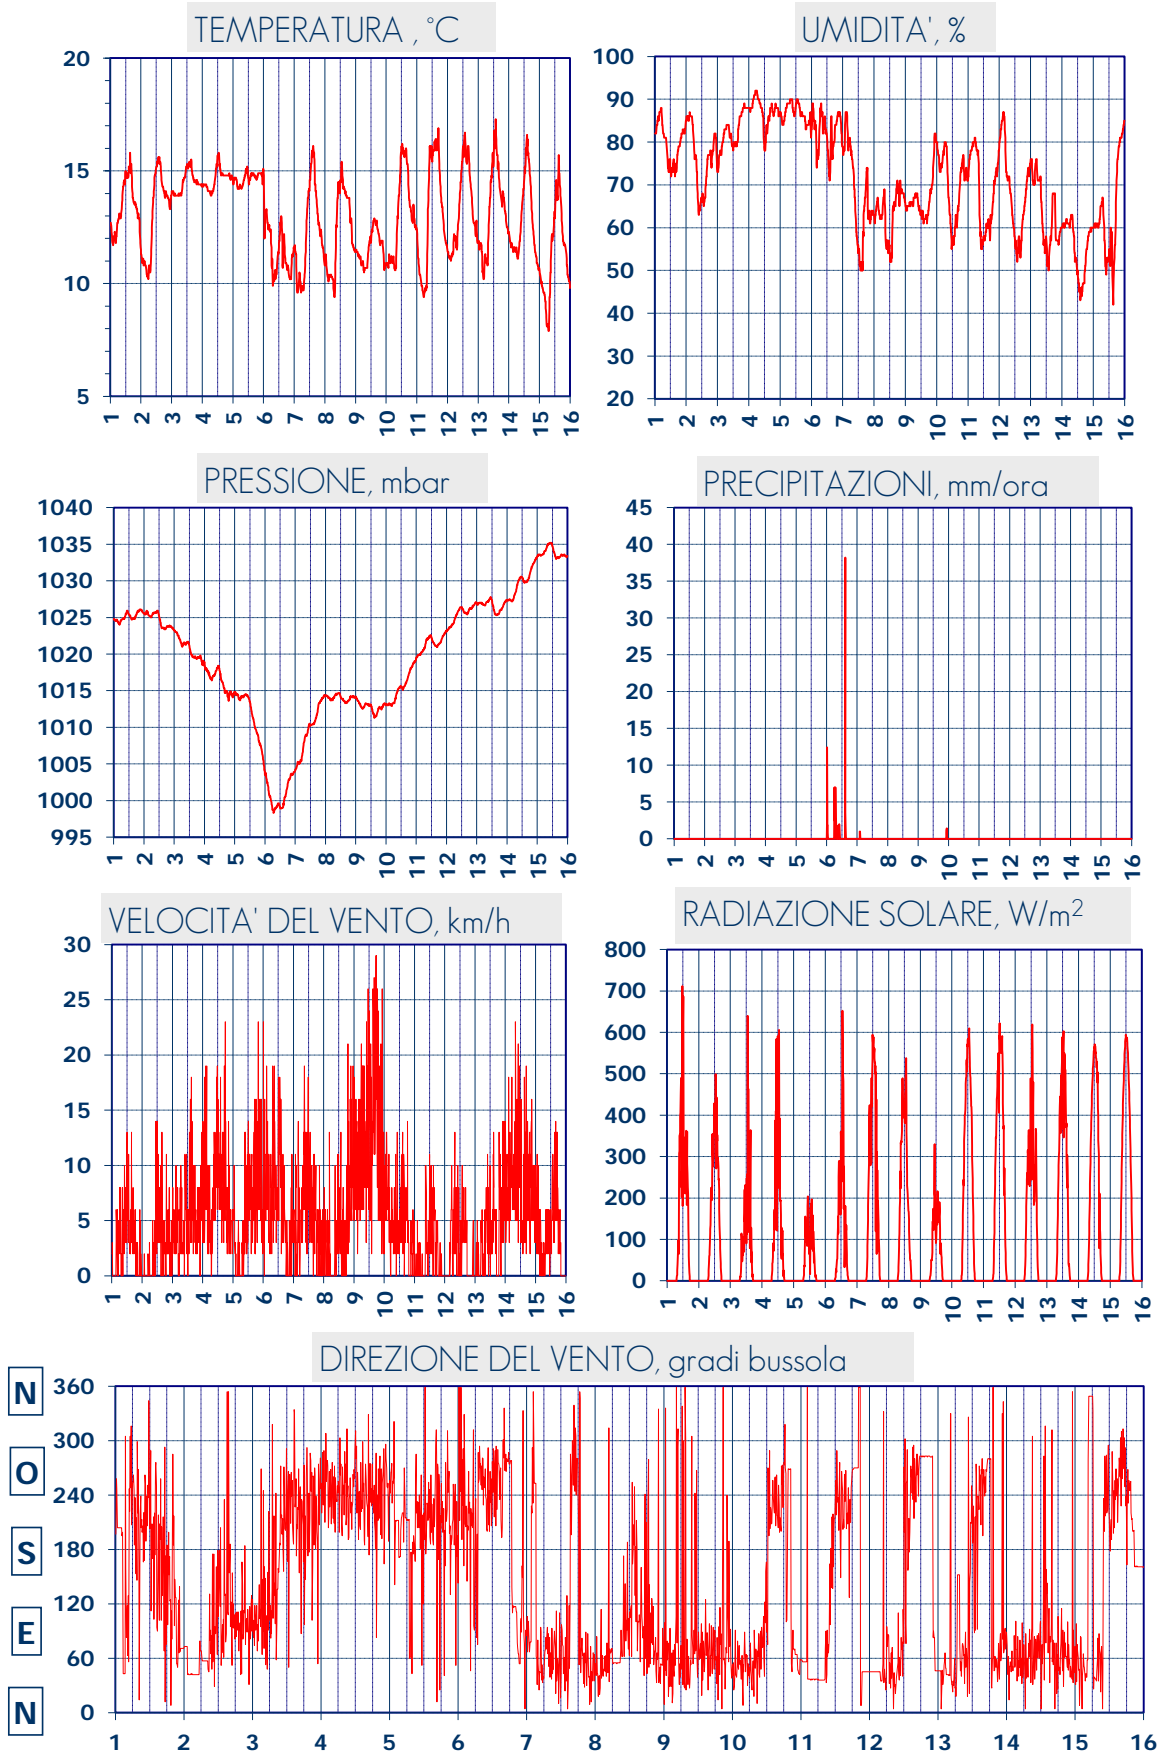 TEMPERATURA , °C
UMIDITA', %
20
15
10
5
1 2 3 4 5 6 7 8 9 10 11 12 13 14 15 16
100
90
80
70
60
50
40
30
20
1 2 3 4 5 6 7 8 9 10 11 12 13 14 15 16
PRESSIONE, mbar
PRECIPITAZIONI, mm/ora
1040
1035
1030
1025
1020
1015
1010
1005
1000
995
1 2 3 4 5 6 7 8 9 10 11 12 13 14 15 16
45
40
35
30
25
20
15
10
5
0
1 2 3 4 5 6 7 8 9 10 11 12 13 14 15 16
VELOCITA' DEL VENTO, km/h
RADIAZIONE SOLARE, W/m²
30
25
20
15
10
5
0
1 2 3 4 5 6 7 8 9 10 11 12 13 14 15 16
800
700
600
500
400
300
200
100
0
1 2 3 4 5 6 7 8 9 10 11 12 13 14 15 16
DIREZIONE DEL VENTO, gradi bussola
N
O
S
E
N
360
300
240
180
120
60
0
1 2 3 4 5 6 7 8 9 10 11 12 13 14 15 16